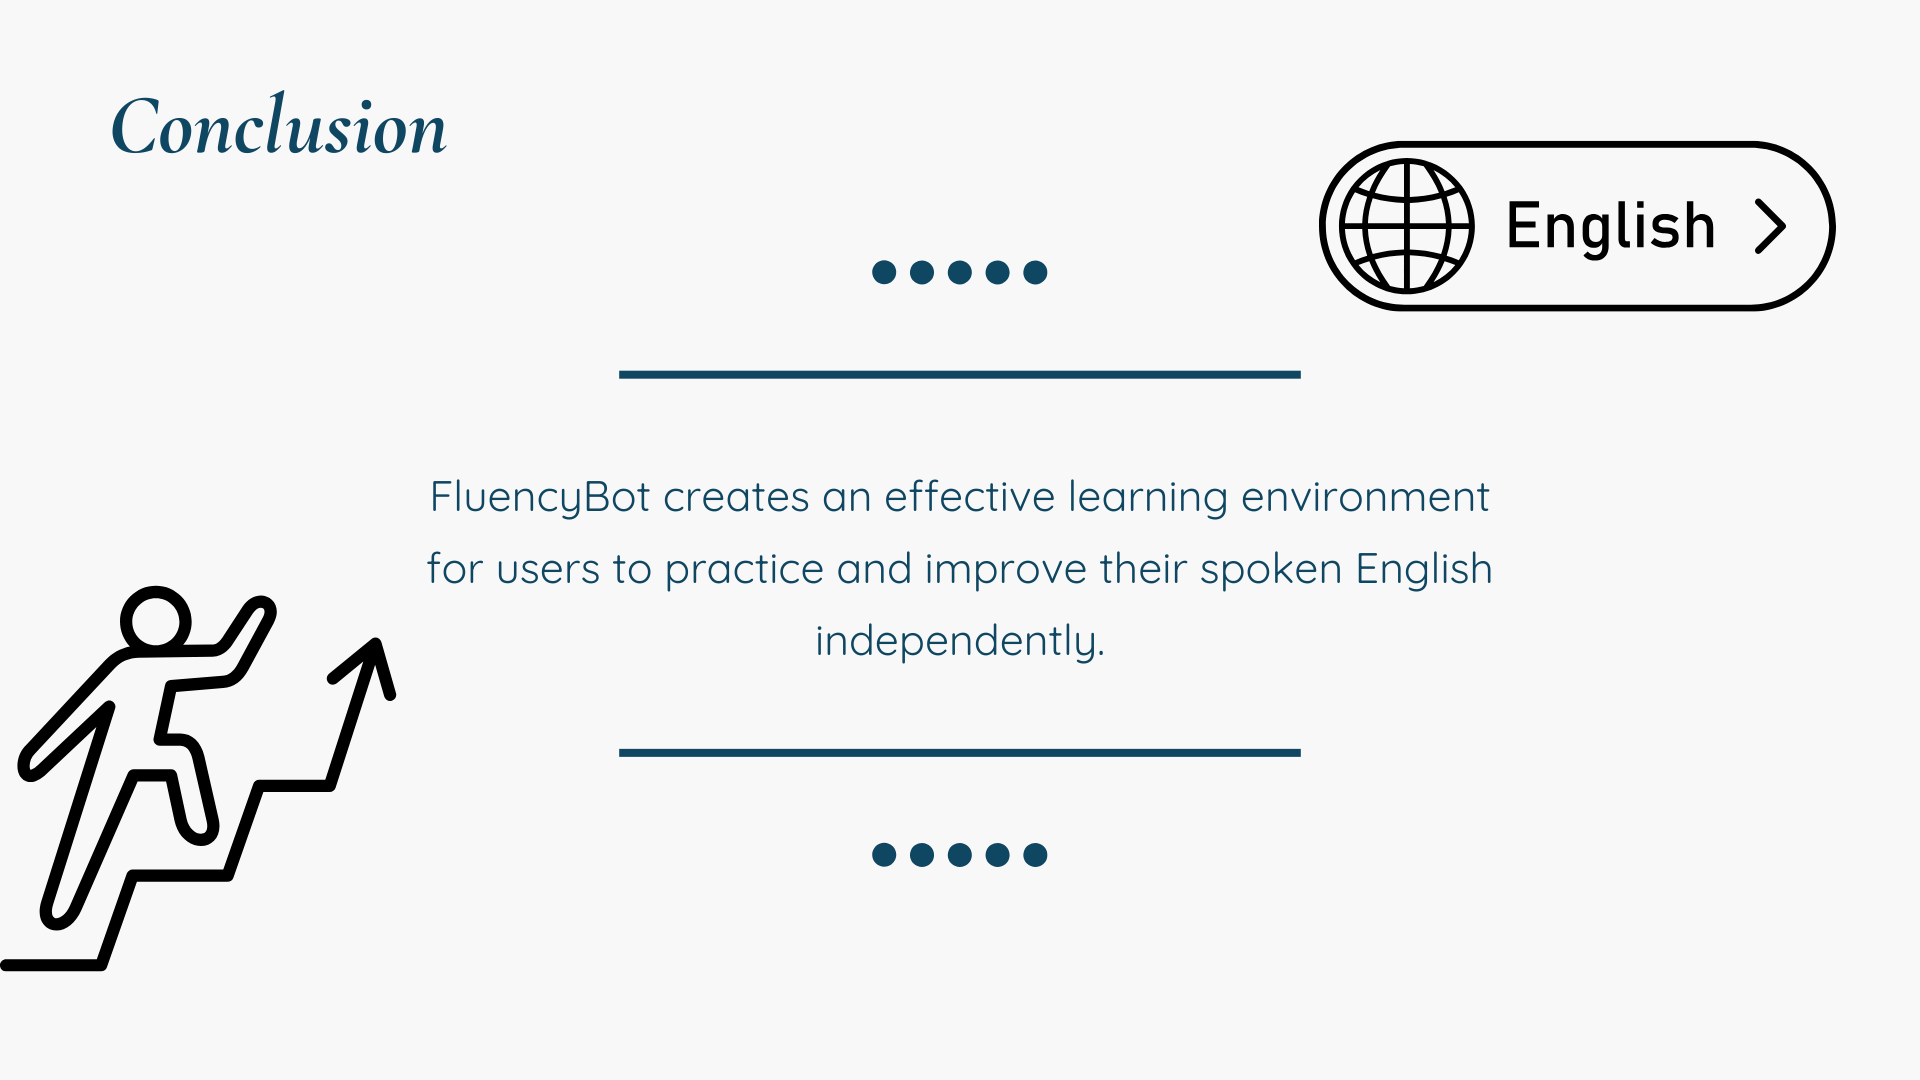 Conclusion
English
FluencyBot creates an effective learning environment
for users to practice and improve their spoken English
independently.